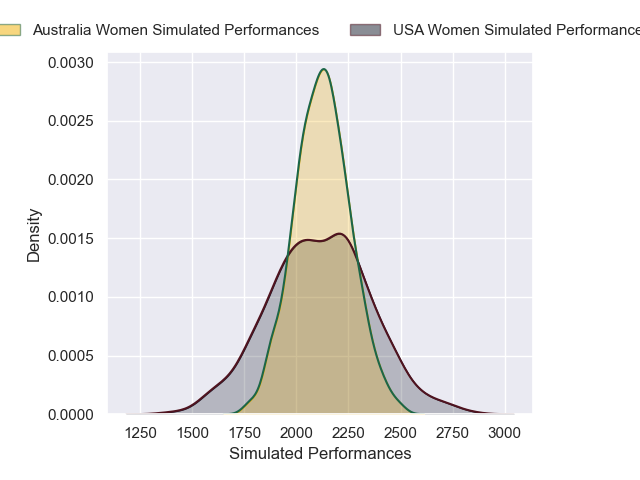 Australia Women Simulated Performances
USA Women Simulated Performance
0.0030
0.0025
0.0020
0.0015
0.0010
0.0005
0.0000
Density
1250 1500 1750 2000 2250 2500 2750 3000
Simulated Performances